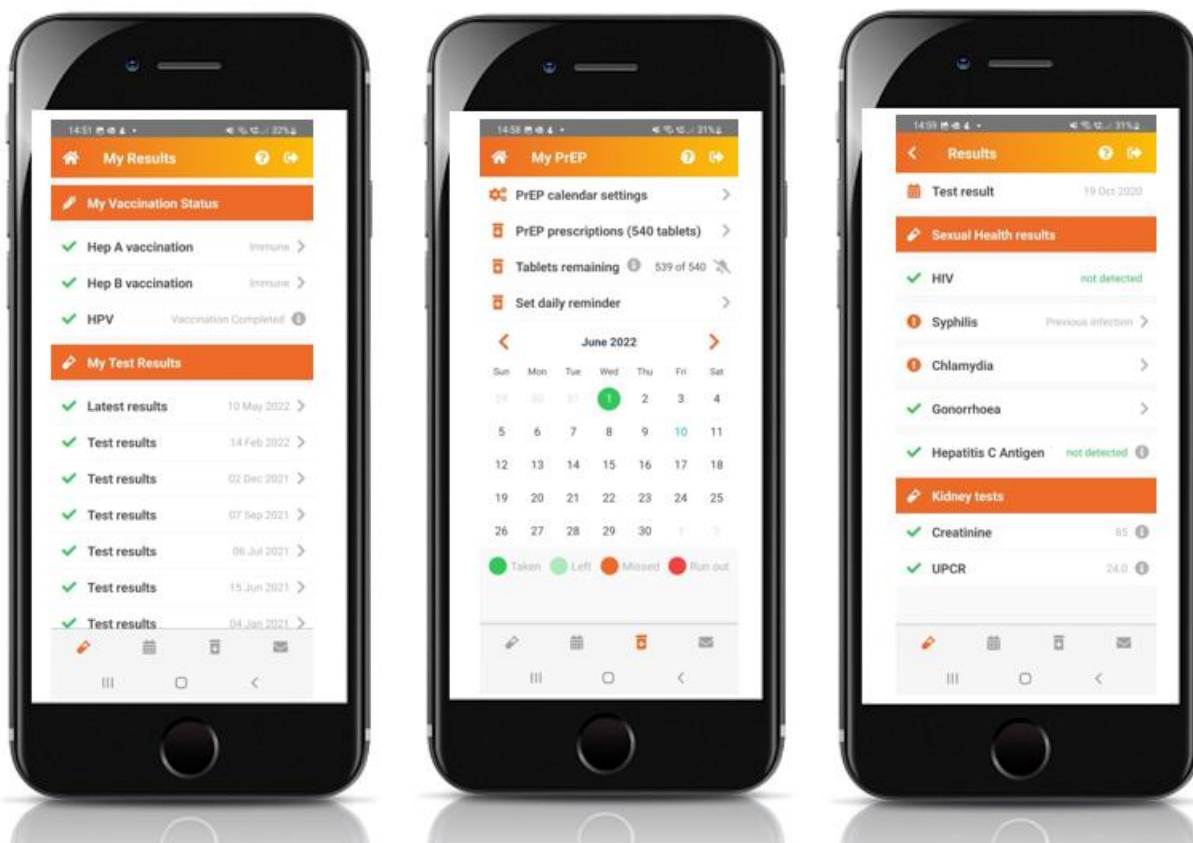 14:51
32%
My Results
My Vaccination Status
Hep A vaccination Immune
Hep B vaccination Immune
HPV Vaccination Completed
My Test Results
Latest results 10 May 2022
Test results 14 Feb 2022
Test results 02 Dec 2021
Test results 07 Sep 2021
Test results 06 Jul 2021
Test results 15 Jun 2021
Test results 04 Jan 2021
14:58
31%
My PrEP
PrEP calendar settings
PrEP prescriptions (540 tablets)
Tablets remaining 539 of 540
Set daily reminder
June 2022
Sun Mon Tue Wed Thu Fri Sat
29 30 31 1 2 3 4
5 6 7 8 9 10 11
12 13 14 15 16 17 18
19 20 21 22 23 24 25
26 27 28 29 30 1 2
Taken Left Missed Run out
14:59
31%
Results
Test result 19 Oct 2020
Sexual Health results
HIV not detected
Syphilis Previous infection
Chlamydia
Gonorrhoea
Hepatitis C Antigen not detected
Kidney tests
Creatinine 65
UPCR 24.0